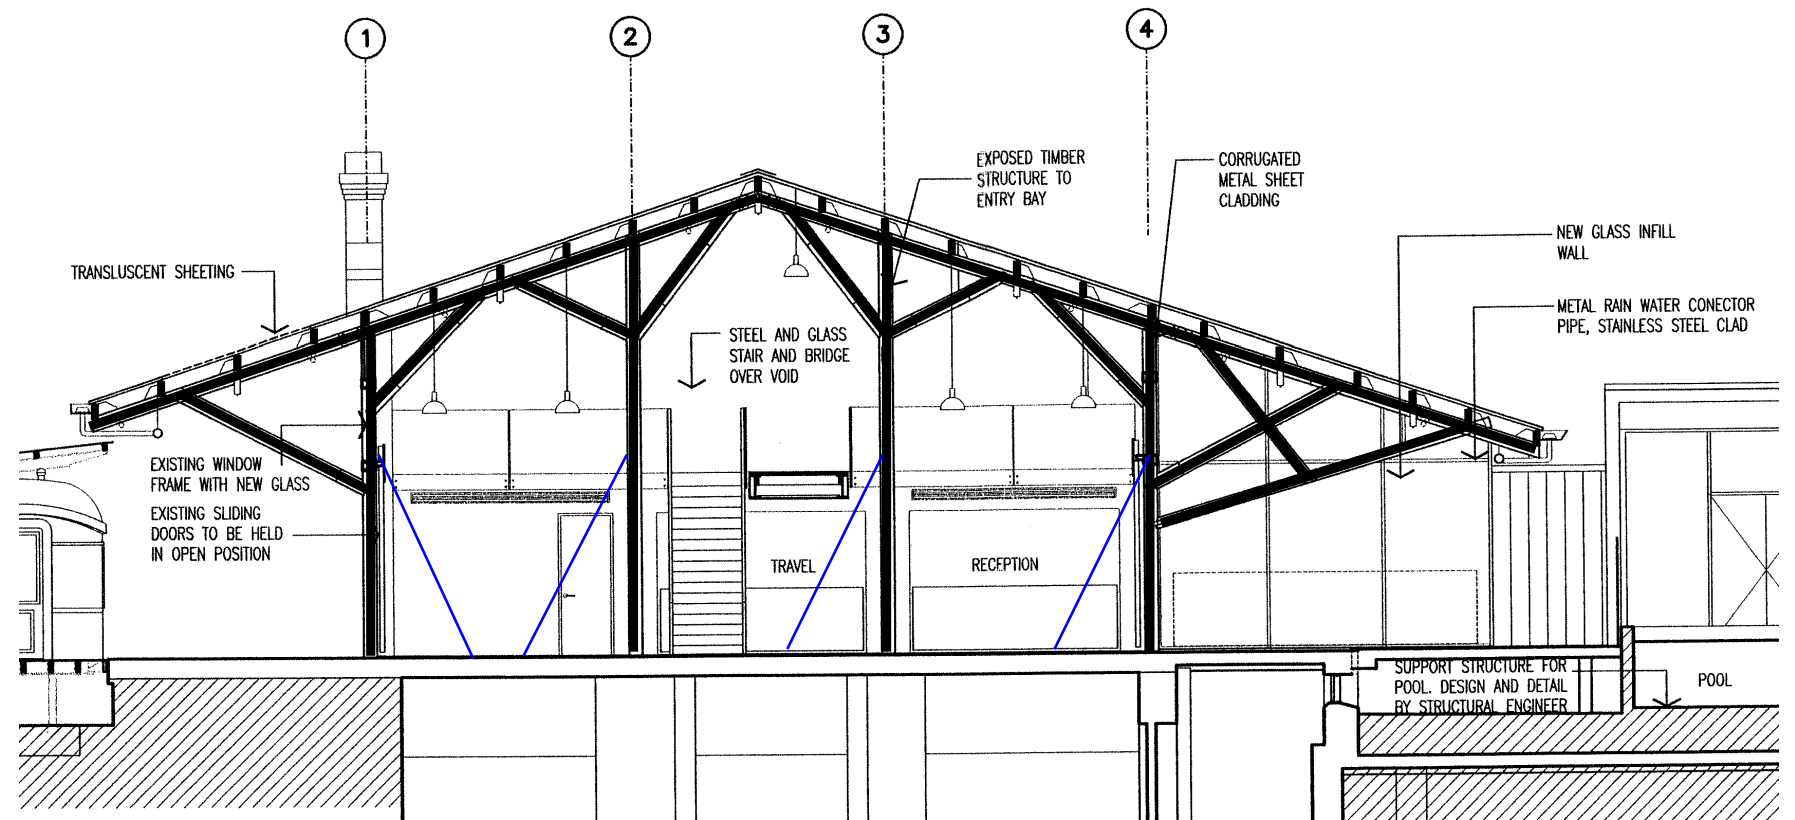 1
2
3
4
EXPOSED TIMBER
STRUCTURE TO
ENTRY BAY
CORRUGATED
METAL SHEET
CLADDING
NEW GLASS INFILL
WALL
TRANSLUSCENT SHEETING
METAL RAIN WATER CONECTOR
PIPE, STAINLESS STEEL CLAD
STEEL AND GLASS
STAIR AND BRIDGE
OVER VOID
EXISTING WINDOW
FRAME WITH NEW GLASS
EXISTING SLIDING
DOORS TO BE HELD
IN OPEN POSITION
TRAVEL
RECEPTION
SUPPORT STRUCTURE FOR
POOL. DESIGN AND DETAIL
BY STRUCTURAL ENGINEER
POOL